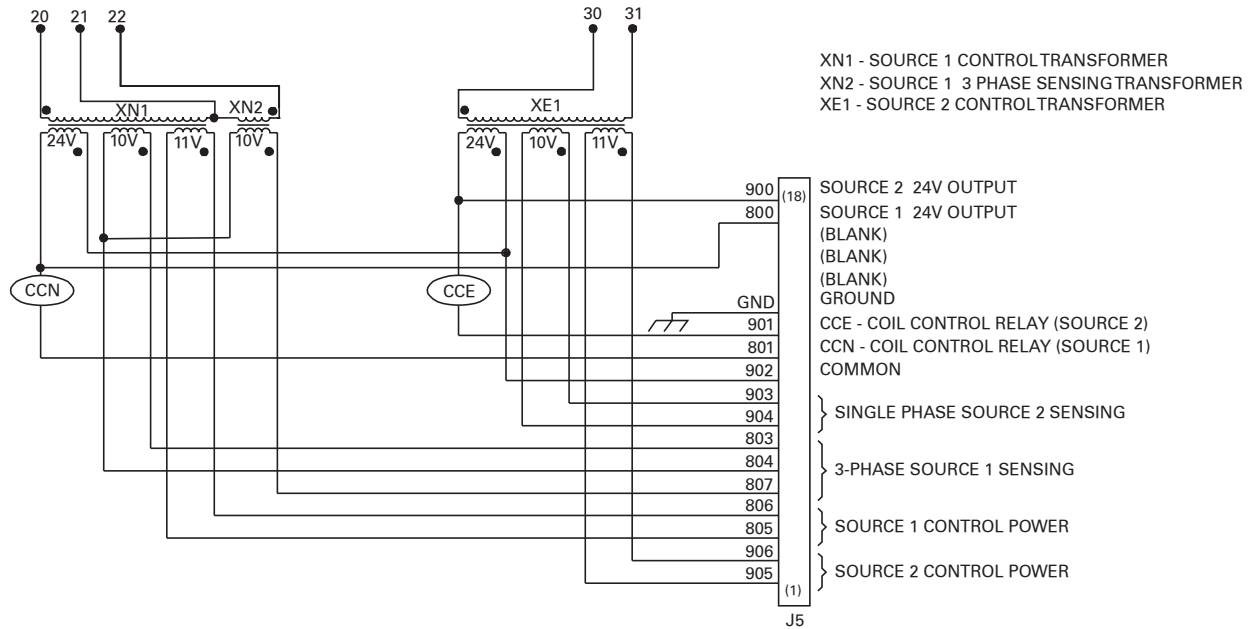 20 21 22 30 31
XN1 - SOURCE 1 CONTROL TRANSFORMER
XN2 - SOURCE 1 3 PHASE SENSING TRANSFORMER
XE1 - SOURCE 2 CONTROL TRANSFORMER
XN1 XN2 XE1
24V 10V 11V 10V 24V 10V 11V
900 (18) SOURCE 2 24V OUTPUT
800 SOURCE 1 24V OUTPUT
(BLANK)
(BLANK)
(BLANK)
CCN CCE
GND GROUND
901 CCE - COIL CONTROL RELAY (SOURCE 2)
801 CCN - COIL CONTROL RELAY (SOURCE 1)
902 COMMON
903
904
SINGLE PHASE SOURCE 2 SENSING
803
804
807
3-PHASE SOURCE 1 SENSING
806
805
SOURCE 1 CONTROL POWER
906
905
SOURCE 2 CONTROL POWER
(1)
J5